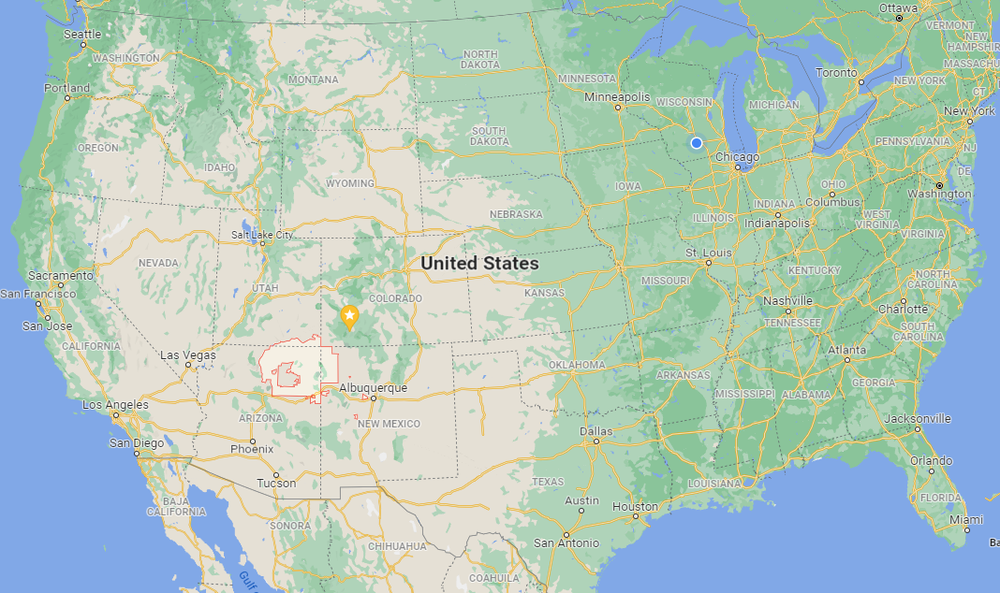 Ottawa
Seattle
VERMONT
WASHINGTON
NEW
HAMPSHIR
NORTH
DAKOTA
MASSACHU
Toronto
MONTANA
MINNESOTA
NEW YORK
Portland
Minneapolis
WISCONSIN
MICHIGAN
CT
New York
SOUTH
DAKOTA
PENNSYLVANIA
OREGON
NJ
Chicago
IDAHO
DE
WYOMING
IOWA
OHIO
Washington
Columbus
INDIANA
NEBRASKA
ILLINOIS
Indianapolis
WEST
VIRGINIA
VIRGINIA
Salt Lake City
St. Louis
United States
NEVADA
KENTUCKY
Sacramento
MISSOURI
NORTH
CAROLINA
UTAH
San Francisco
COLORADO
KANSAS
Nashville
Charlotte
San Jose
TENNESSEE
SOUTH
CAROLINA
CALIFORNIA
Las Vegas
Atlanta
OKLAHOMA
ARKANSAS
GEORGIA
Albuquerque
MISSISSIPPI
ALABAMA
Los Angeles
ARIZONA
NEW MEXICO
Jacksonville
Dallas
San Diego
Phoenix
Orlando
Tucson
TEXAS
LOUISIANA
FLORIDA
Austin
Houston
BAJA
CALIFORNIA
Miami
SONORA
San Antonio
CHIHUAHUA
Ba
Gulf
COAHUILA